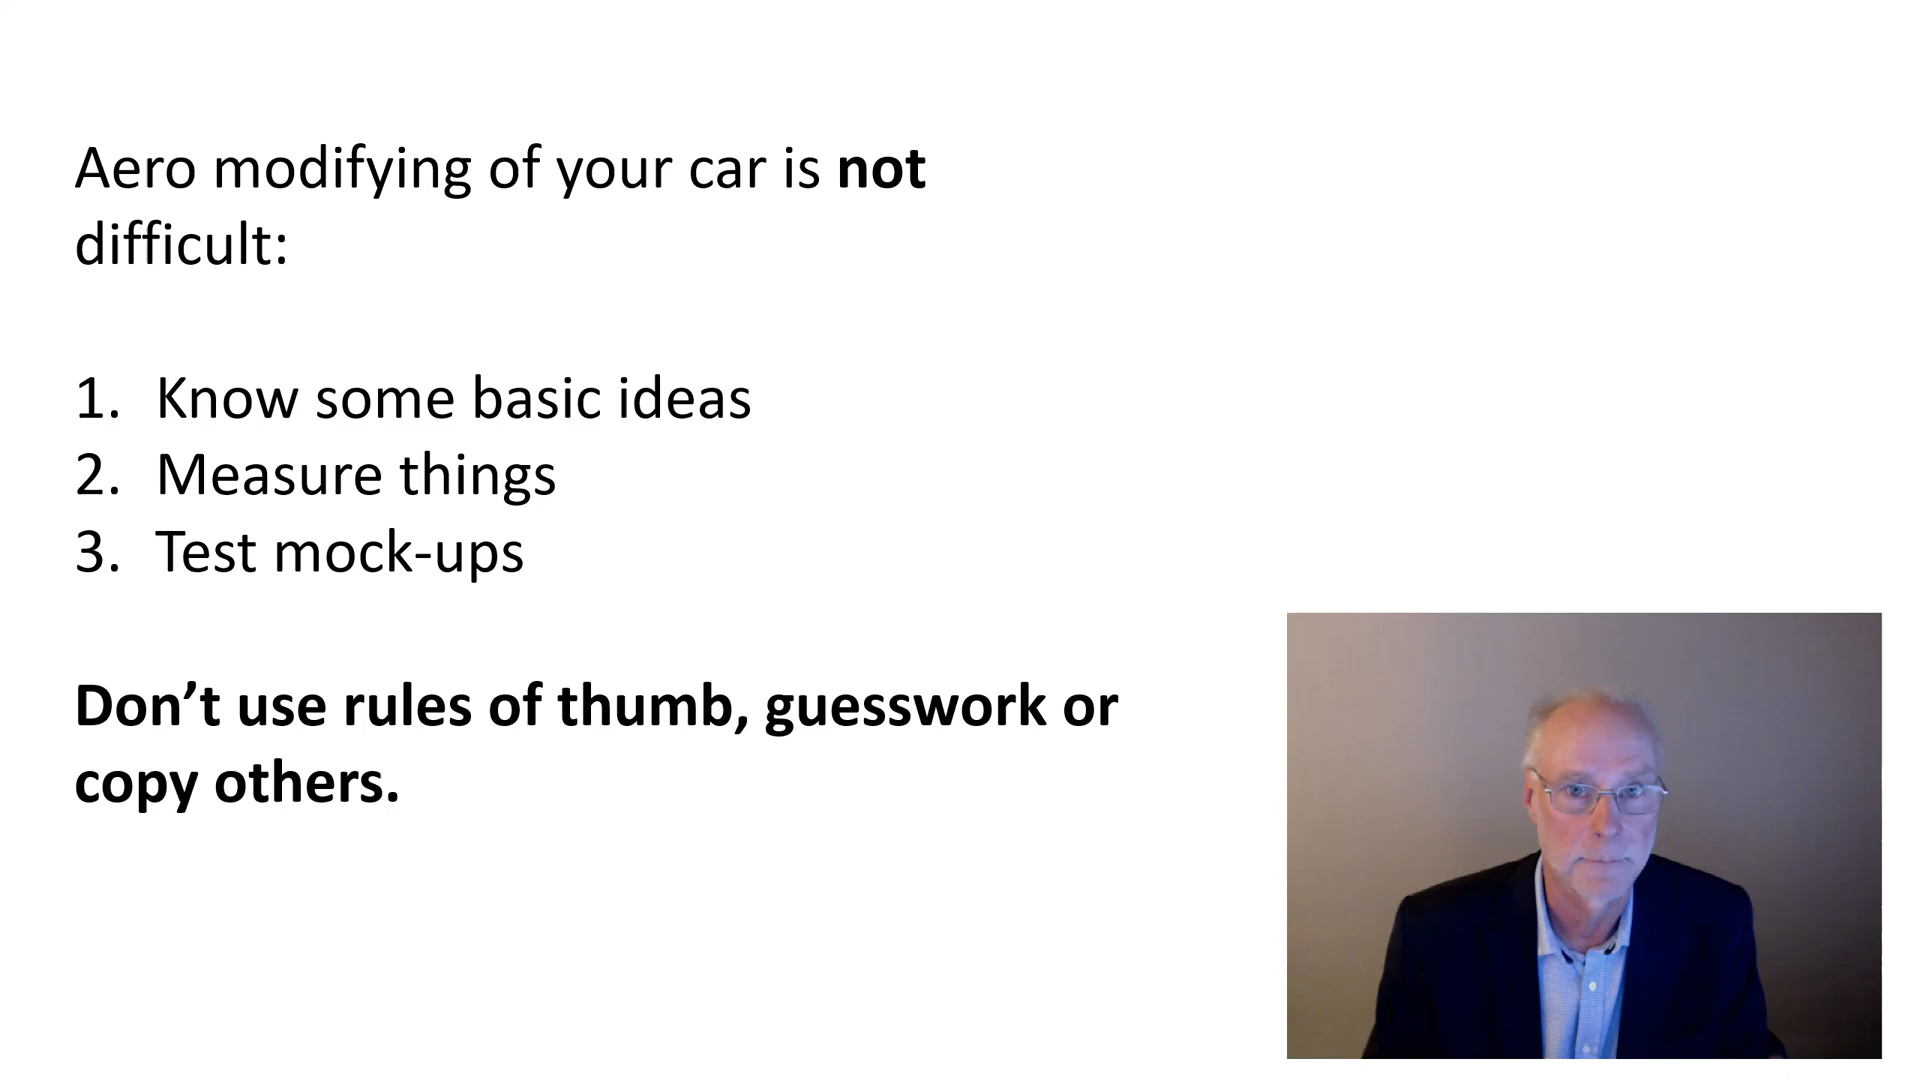 Aero modifying of your car is not
difficult:
1. Know some basic ideas
2. Measure things
3. Test mock-ups
Don’t use rules of thumb, guesswork or
copy others.